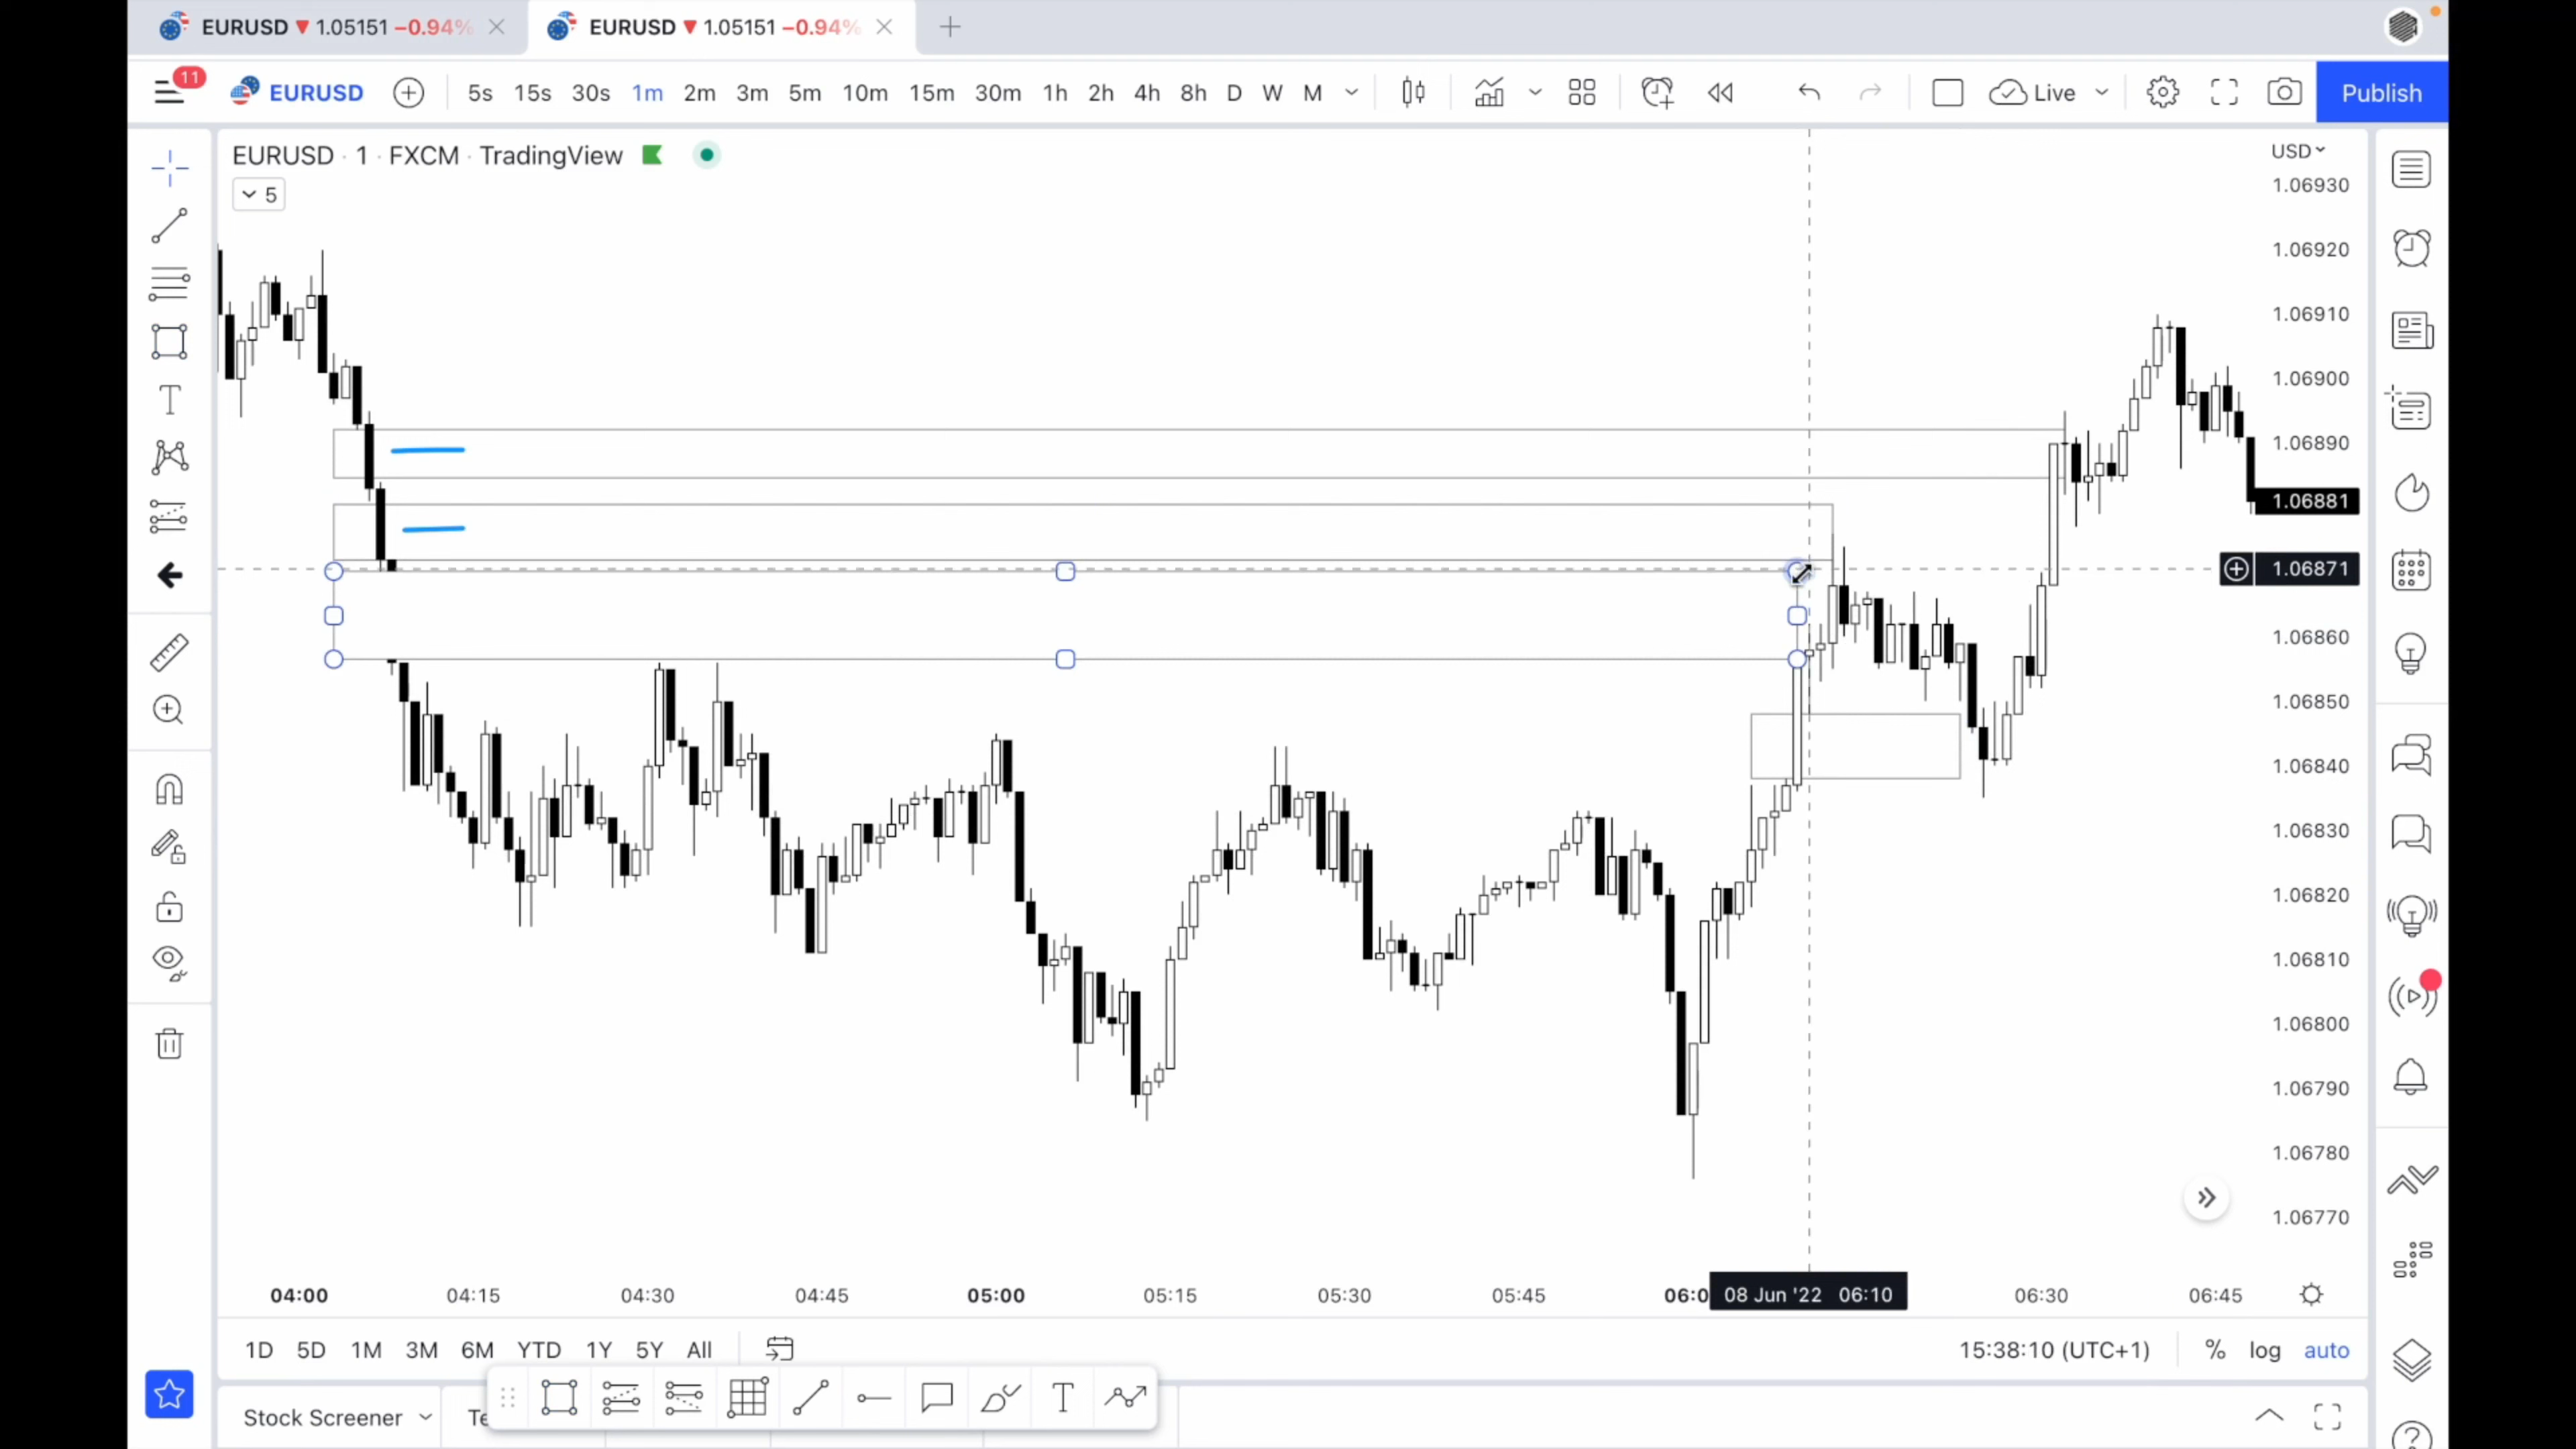 EURUSD ▼ 1.05151 −0.94%
EURUSD ▼ 1.05151 −0.94%
11
EURUSD 5s 15s 30s 1m 2m 3m 5m 10m 15m 30m 1h 2h 4h 8h D W M Live Publish
EURUSD · 1 · FXCM · TradingView
5
USD
1.06930
1.06920
1.06910
1.06900
1.06890
1.06881
1.06871
1.06860
1.06850
1.06840
1.06830
1.06820
1.06810
1.06800
1.06790
1.06780
1.06770
04:00 04:15 04:30 04:45 05:00 05:15 05:30 05:45 06:0 08 Jun '22 06:10 06:30 06:45
1D 5D 1M 3M 6M YTD 1Y 5Y All 15:38:10 (UTC+1) % log auto
Stock Screener Te